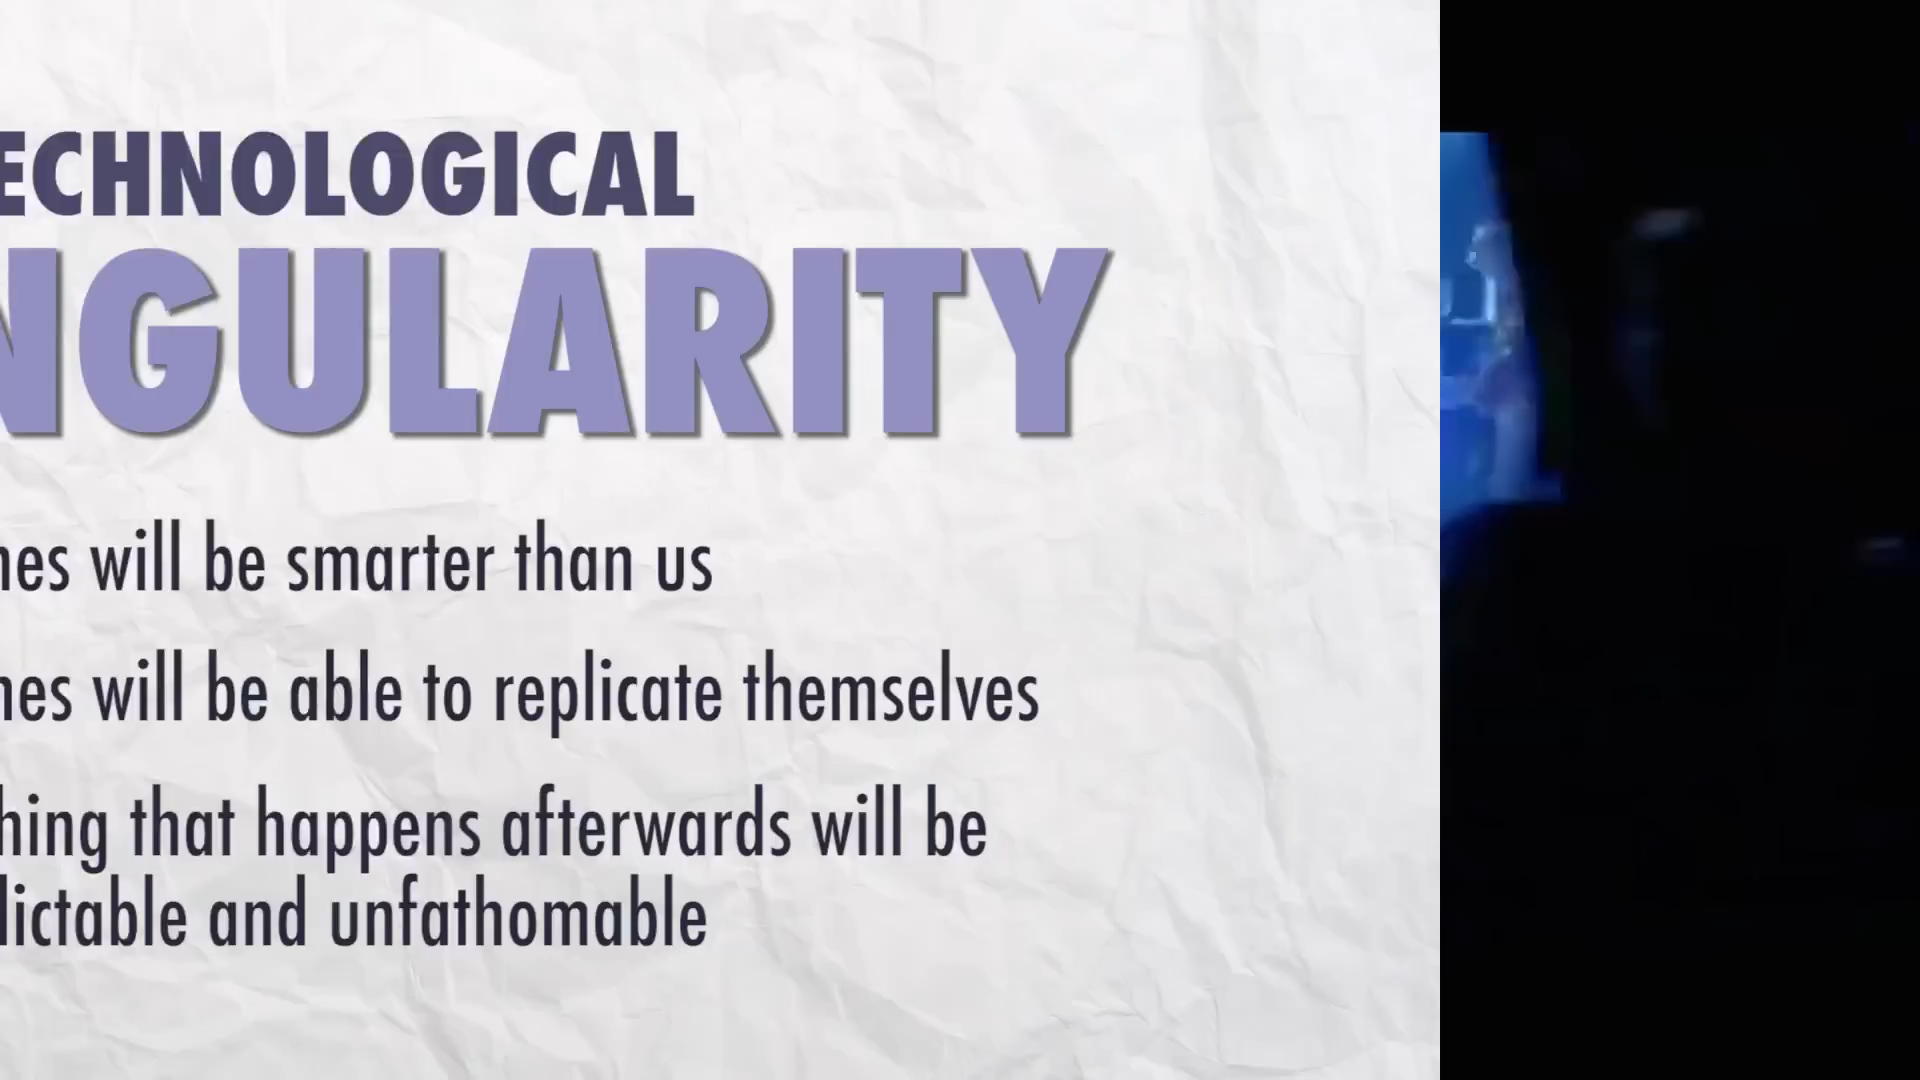 ECHNOLOGICAL
NGULARITY
nes will be smarter than us
nes will be able to replicate themselves
hing that happens afterwards will be
dictable and unfathomable